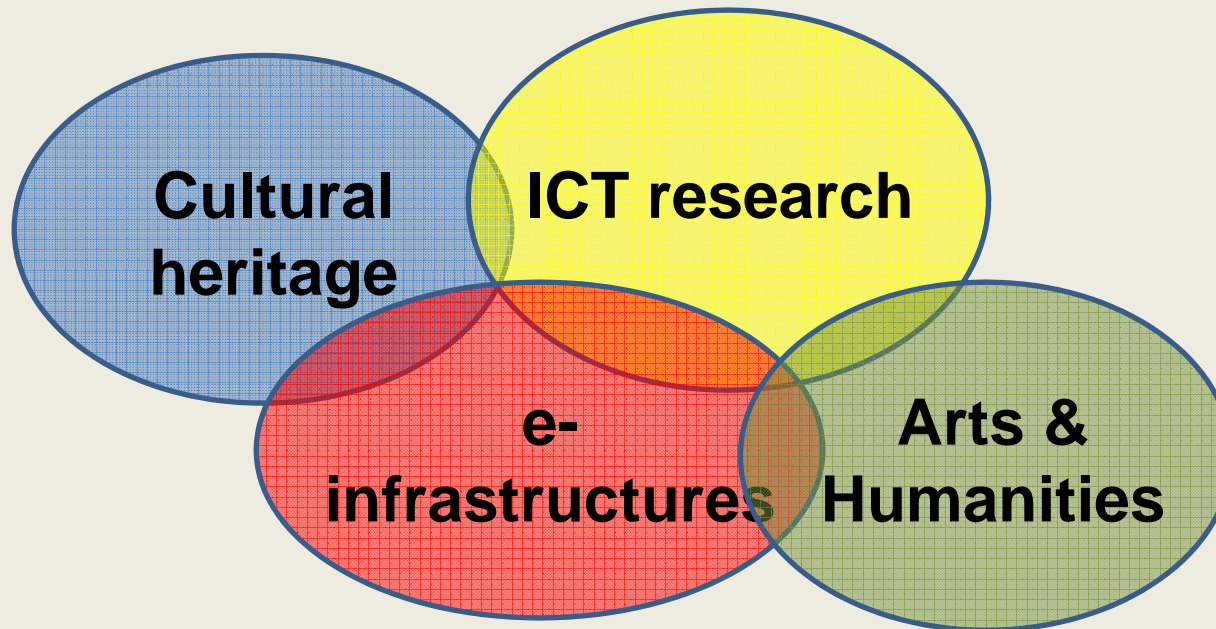 Cultural
heritage
ICT research
e-
infrastructures
Arts &
Humanities